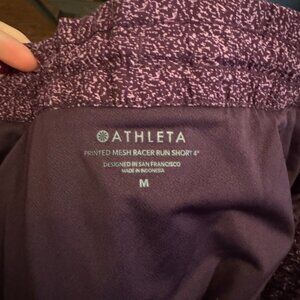 ATHLETA
PRINTED MESH RACER RUN SHORT 4"
DESIGNED IN SAN FRANCISCO
MADE IN INDONESIA
M